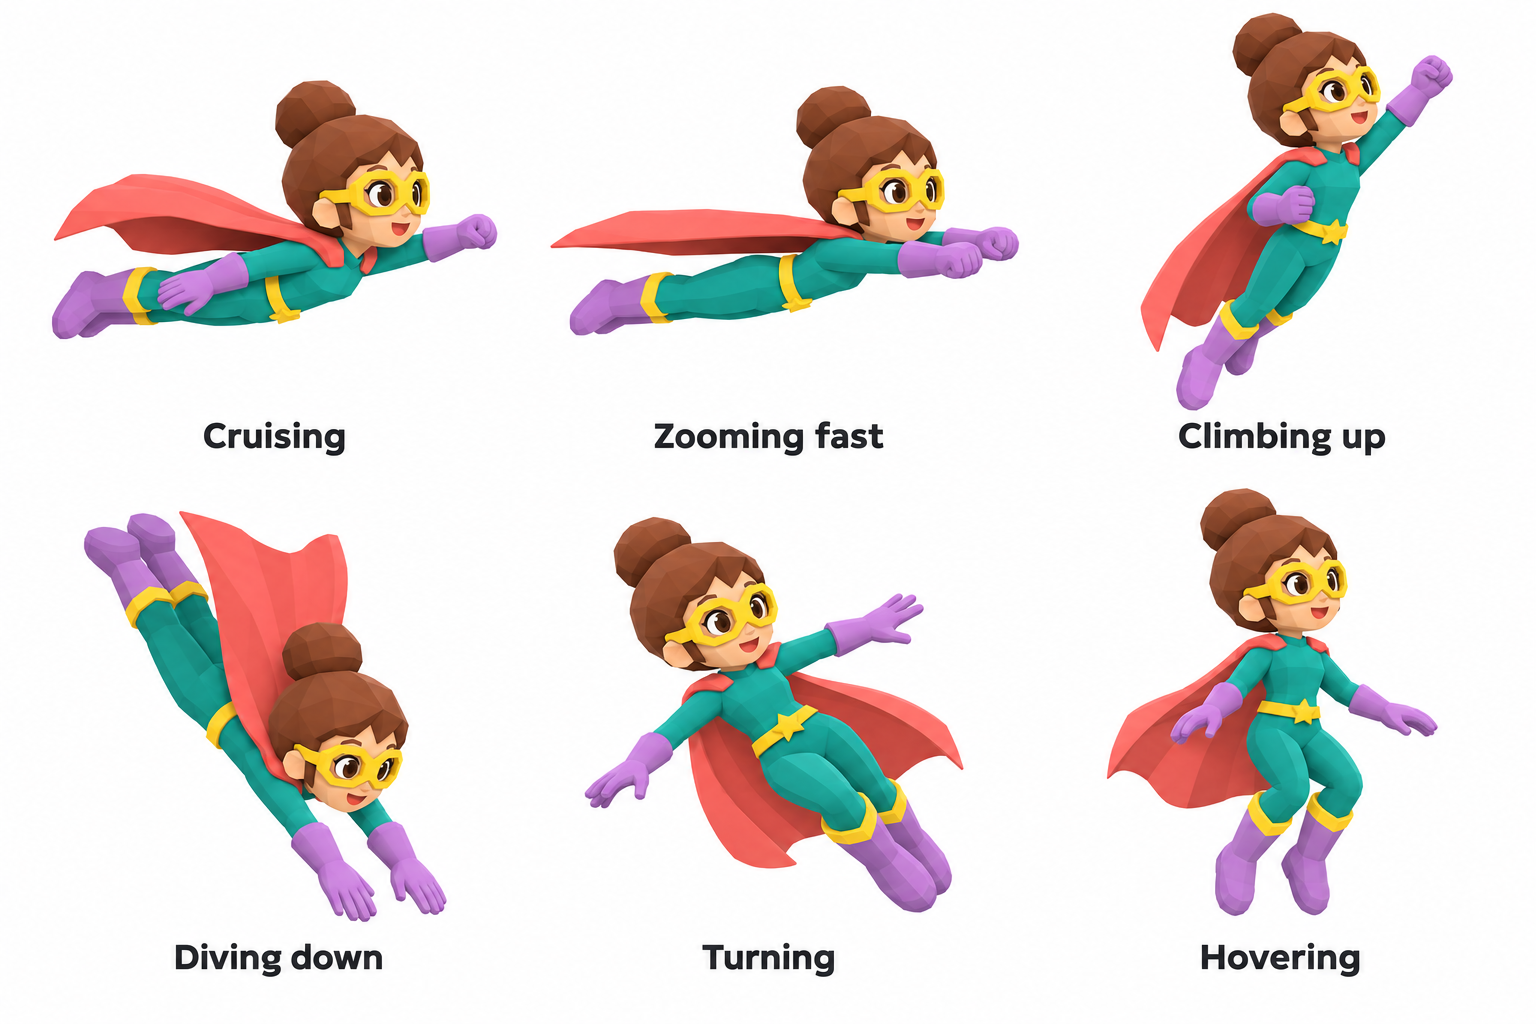 Cruising
Zooming fast
Climbing up
Diving down
Turning
Hovering